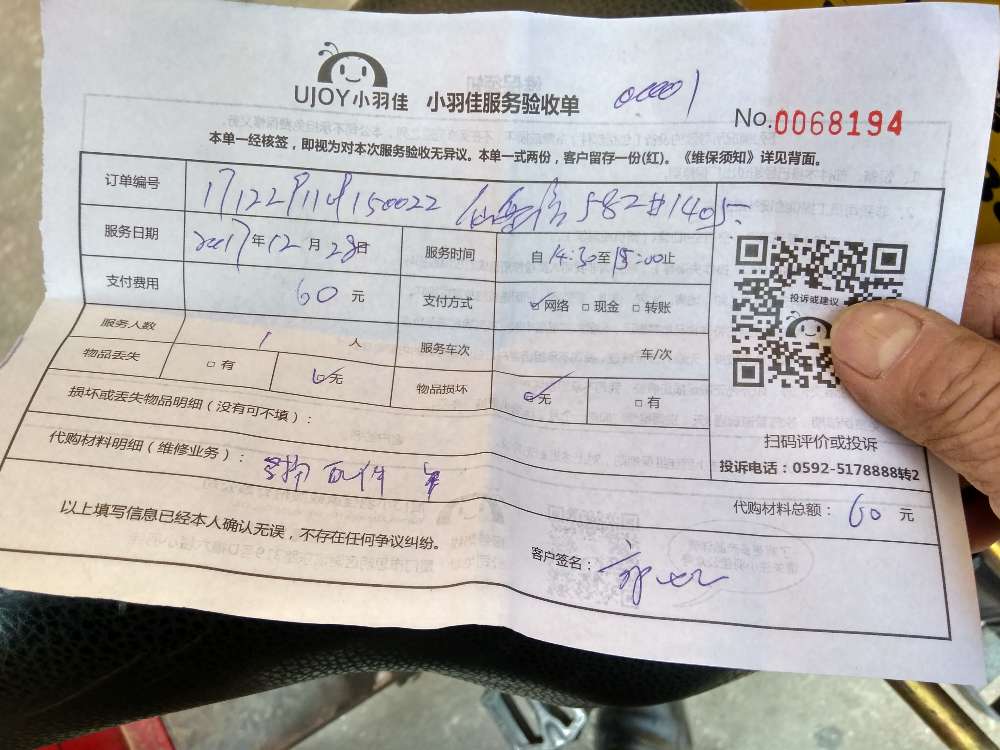 UJOY小羽佳 小羽佳服务验收单 00001
No.0068194
本单一经核签，即视为对本次服务验收无异议。本单一式两份，客户留存一份(红)。《维保须知》详见背面。
订单编号 582#1405
服务日期 2017年12月28日 服务时间 自14:30至15:00止
支付费用 60元 支付方式 网络 现金 转账
服务人数 1人 服务车次 车/次
物品丢失 有 无 物品损坏 无 有
损坏或丢失物品明细（没有可不填）：
代购材料明细（维修业务）： 配件
投诉或建议
扫码评价或投诉
投诉电话：0592-5178888转2
代购材料总额： 60 元
以上填写信息已经本人确认无误，不存在任何争议纠纷。
客户签名：